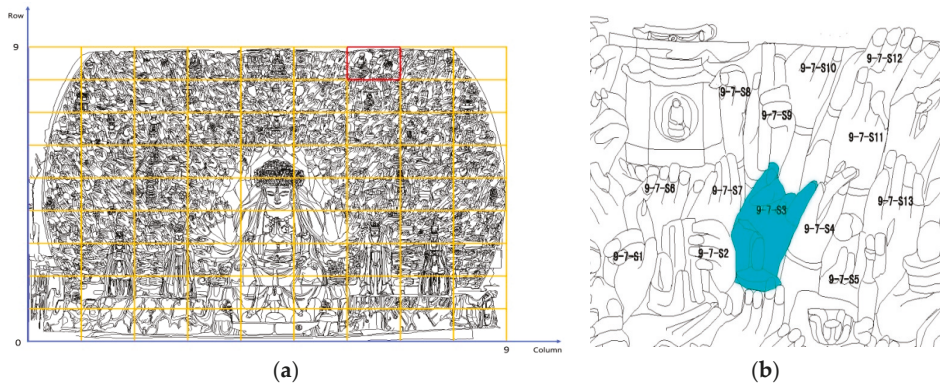 Row
9
0
9
Column
(a)
9-7-S12
9-7-S10
9-7-S8
9-7-S9
9-7-S11
9-7-S6
9-7-S7
9-7-S3
9-7-S13
9-7-S4
9-7-S1
9-7-S2
9-7-S5
(b)